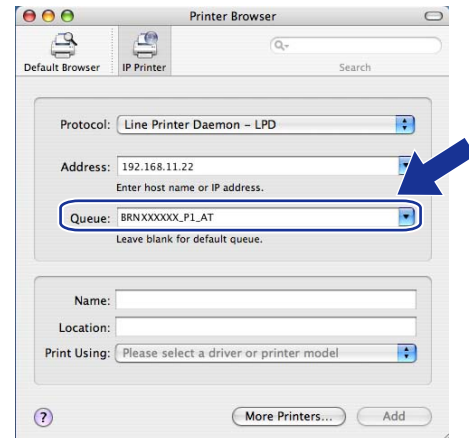 Printer Browser
Default Browser
IP Printer
Q-
Search
Protocol: Line Printer Daemon – LPD
Address: 192.168.11.22
Enter host name or IP address.
Queue: BRNXXXXXX_P1_AT
Leave blank for default queue.
Name:
Location:
Print Using: Please select a driver or printer model
? More Printers... Add